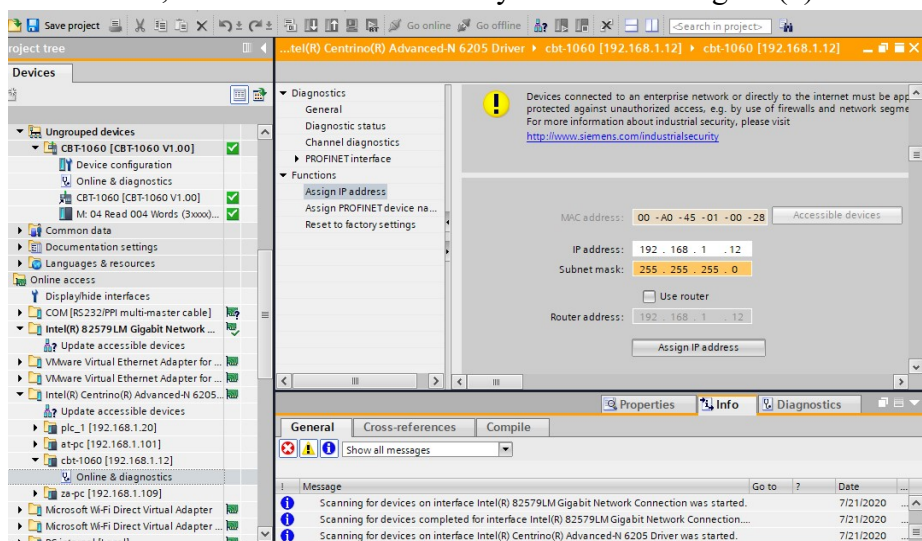 Save project
Go online
Go offline
<Search in project>
roject tree
...tel(R) Centrino(R) Advanced-N 6205 Driver ▸ cbt-1060 [192.168.1.12] ▸ cbt-1060 [192.168.1.12]
Devices
Ungrouped devices
CBT-1060 [CBT-1060 V1.00]
Device configuration
Online & diagnostics
CBT-1060 [CBT-1060 V1.00]
M: 04 Read 004 Words (3xxxx)...
Common data
Documentation settings
Languages & resources
Online access
Display/hide interfaces
COM [RS232/PPI multi-master cable]
Intel(R) 82579LM Gigabit Network ...
Update accessible devices
VMware Virtual Ethernet Adapter for ...
VMware Virtual Ethernet Adapter for ...
Intel(R) Centrino(R) Advanced-N 6205...
Update accessible devices
plc_1 [192.168.1.20]
at-pc [192.168.1.101]
cbt-1060 [192.168.1.12]
Online & diagnostics
za-pc [192.168.1.109]
Microsoft Wi-Fi Direct Virtual Adapter
Microsoft Wi-Fi Direct Virtual Adapter ...
Diagnostics
General
Diagnostic status
Channel diagnostics
PROFINET interface
Functions
Assign IP address
Assign PROFINET device na...
Reset to factory settings
Devices connected to an enterprise network or directly to the internet must be app
protected against unauthorized access, e.g. by use of firewalls and network segme
For more information about industrial security, please visit
http://www.siemens.com/industrialsecurity
MAC address: 00 -A0 -45 -01 -00 -28 Accessible devices
IP address: 192 . 168 . 1 . 12
Subnet mask: 255 . 255 . 255 . 0
Use router
Router address: 192 . 168 . 1 . 12
Assign IP address
Properties Info Diagnostics
General Cross-references Compile
Show all messages
! Message Go to ? Date ...
Scanning for devices on interface Intel(R) 82579LM Gigabit Network Connection was started. 7/21/2020 ...
Scanning for devices completed for interface Intel(R) 82579LM Gigabit Network Connection.... 7/21/2020 ...
Scanning for devices on interface Intel(R) Centrino(R) Advanced-N 6205 Driver was started. 7/21/2020 ...